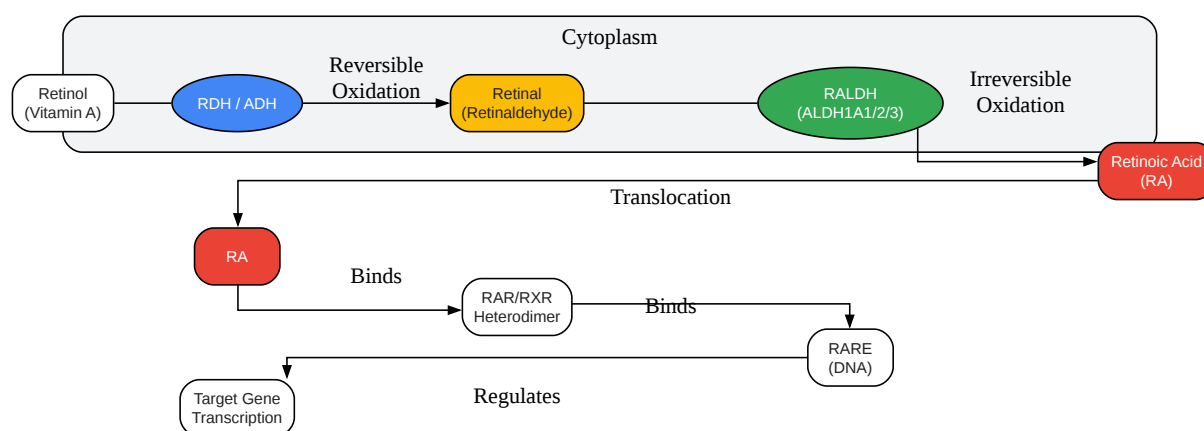 Cytoplasm
Retinol
(Vitamin A)
RDH / ADH
Reversible
Oxidation
Retinal
(Retinaldehyde)
RALDH
(ALDH1A1/2/3)
Irreversible
Oxidation
Retinoic Acid
(RA)
Translocation
RA
Binds
RAR/RXR
Heterodimer
Binds
RARE
(DNA)
Regulates
Target Gene
Transcription